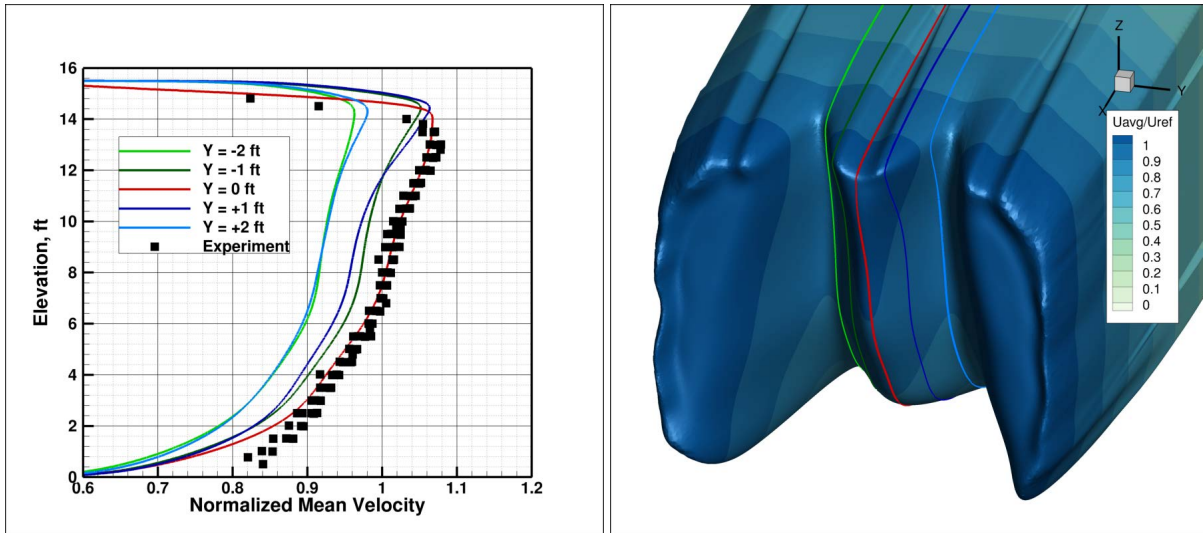 16
14
12
10
8
6
4
2
0
Elevation, ft
Y = -2 ft
Y = -1 ft
Y = 0 ft
Y = +1 ft
Y = +2 ft
Experiment
0.6 0.7 0.8 0.9 1 1.1 1.2
Normalized Mean Velocity
Z
Y
X
Uavg/Uref
1
0.9
0.8
0.7
0.6
0.5
0.4
0.3
0.2
0.1
0